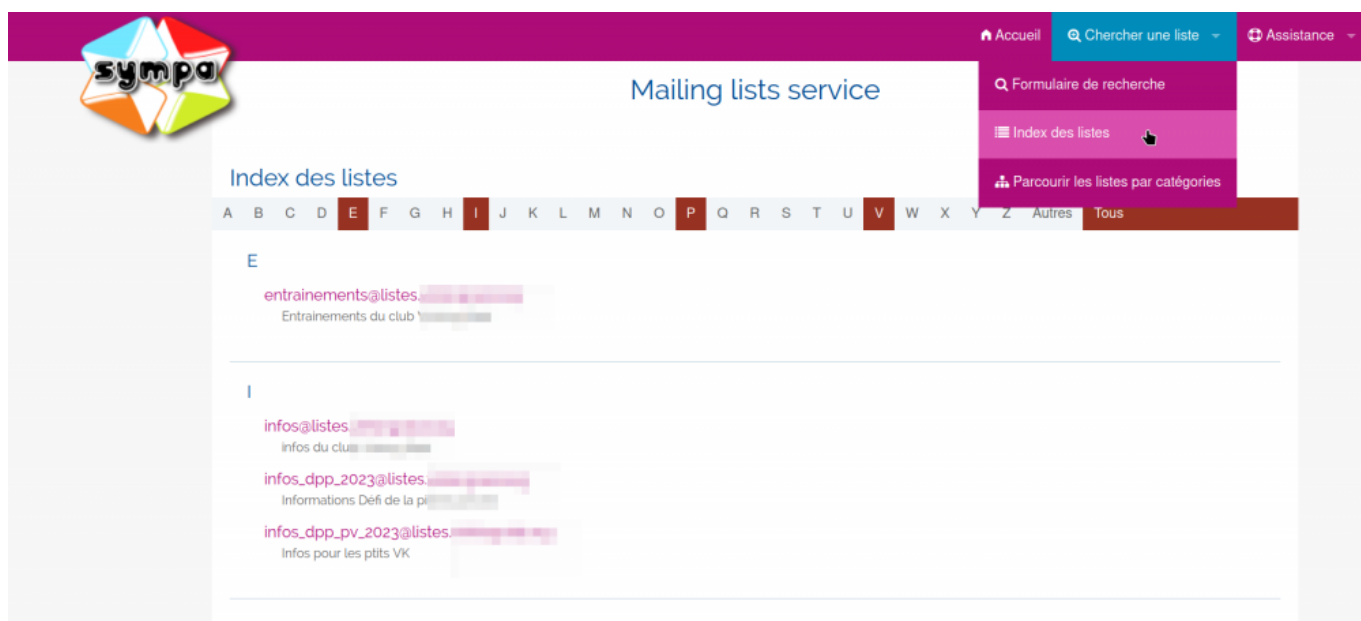 sympa
Accueil Chercher une liste Assistance
Mailing lists service
Formulaire de recherche
Index des listes
Parcourir les listes par catégories
Index des listes
A B C D E F G H I J K L M N O P Q R S T U V W X Y Z Autres Tous
E
entrainements@listes.
Entrainements du club
I
infos@listes.
infos du
infos_dpp_2023@listes.
Informations Défi de la
infos_dpp_pv_2023@listes.
Infos pour les ptits VK